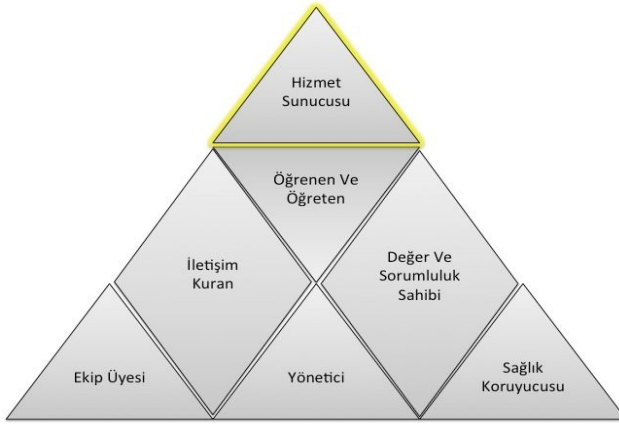 Hizmet
Sunucusu
Öğrenen Ve
Öğreten
İletişim
Kuran
Değer Ve
Sorumluluk
Sahibi
Ekip Üyesi
Yönetici
Sağlık
Koruyucusu